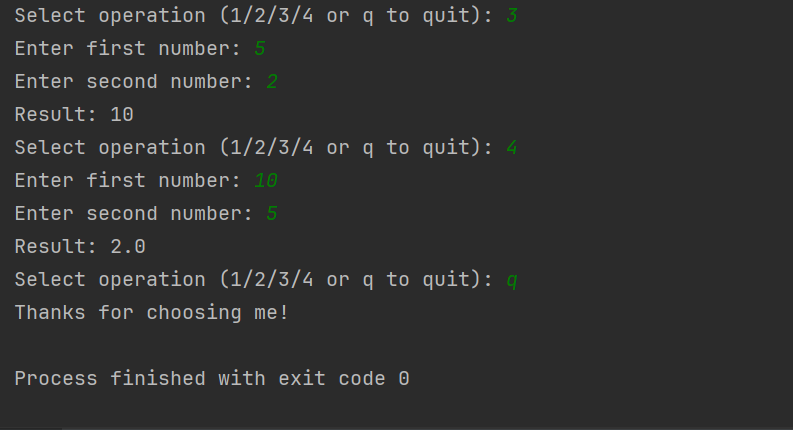 Select operation (1/2/3/4 or q to quit): 3
Enter first number: 5
Enter second number: 2
Result: 10
Select operation (1/2/3/4 or q to quit): 4
Enter first number: 10
Enter second number: 5
Result: 2.0
Select operation (1/2/3/4 or q to quit): q
Thanks for choosing me!
Process finished with exit code 0